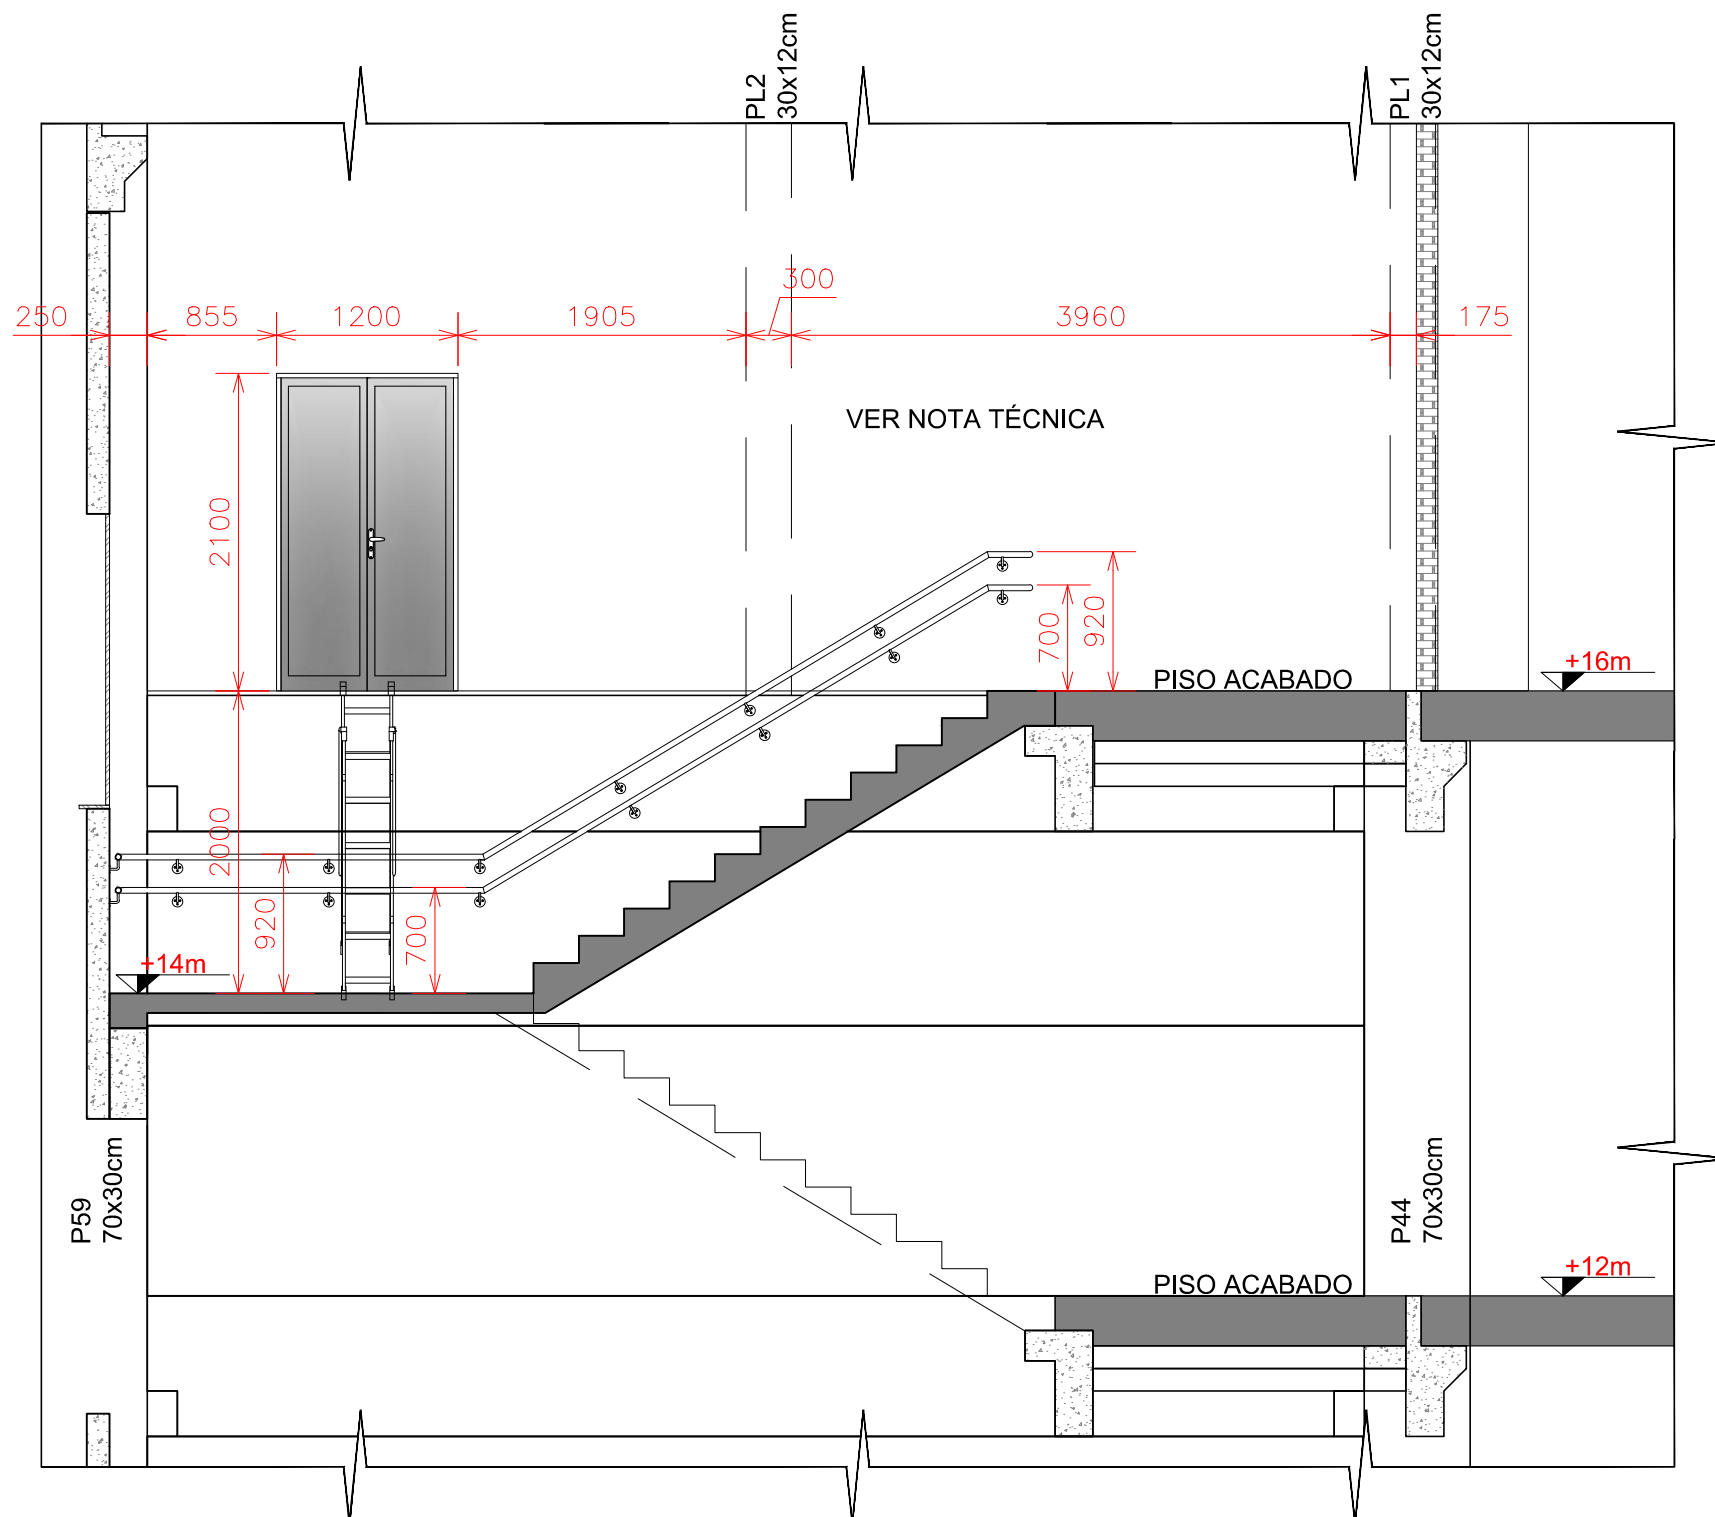 PL2
30x12cm
PL1
30x12cm
250
855
1200
1905
300
3960
175
VER NOTA TÉCNICA
2100
700
920
PISO ACABADO
+16m
2000
920
700
+14m
P59
70x30cm
P44
70x30cm
PISO ACABADO
+12m